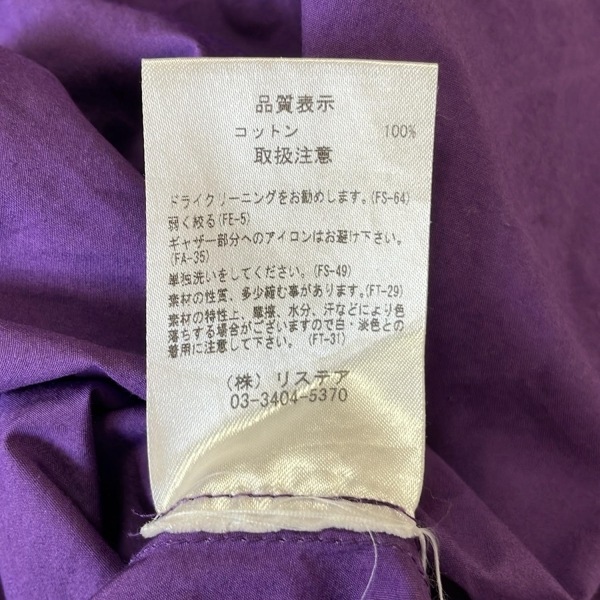 品質表示
コットン 100%
取扱注意
ドライクリーニングをお勧めします。(FS-64)
弱く絞る(FE-5)
ギャザー部分へのアイロンはお避け下さい。
(FA-35)
単独洗いをしてください。(FS-49)
素材の性質、多少縮む事があります。(FT-29)
素材の特性上、摩擦、水分、汗などにより色
落ちする場合がございますので白・淡色との
着用に注意して下さい。 (FT-31)
(株) リステア
03-3404-5370